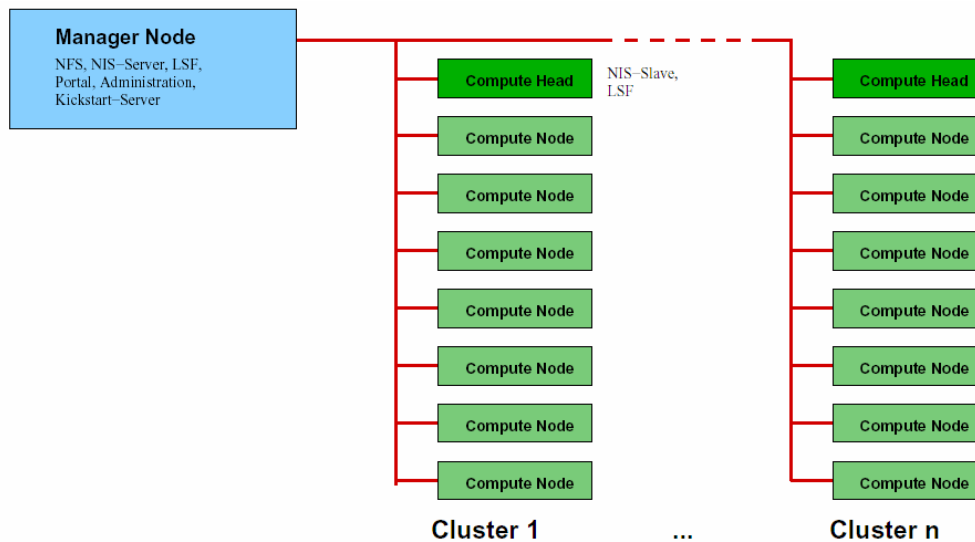 Manager Node
NFS, NIS-Server, LSF,
Portal, Administration,
Kickstart-Server
Compute Head
NIS-Slave,
LSF
Compute Node
Compute Node
Compute Node
Compute Node
Compute Node
Compute Node
Compute Node
Cluster 1
...
Compute Head
Compute Node
Compute Node
Compute Node
Compute Node
Compute Node
Compute Node
Compute Node
Cluster n